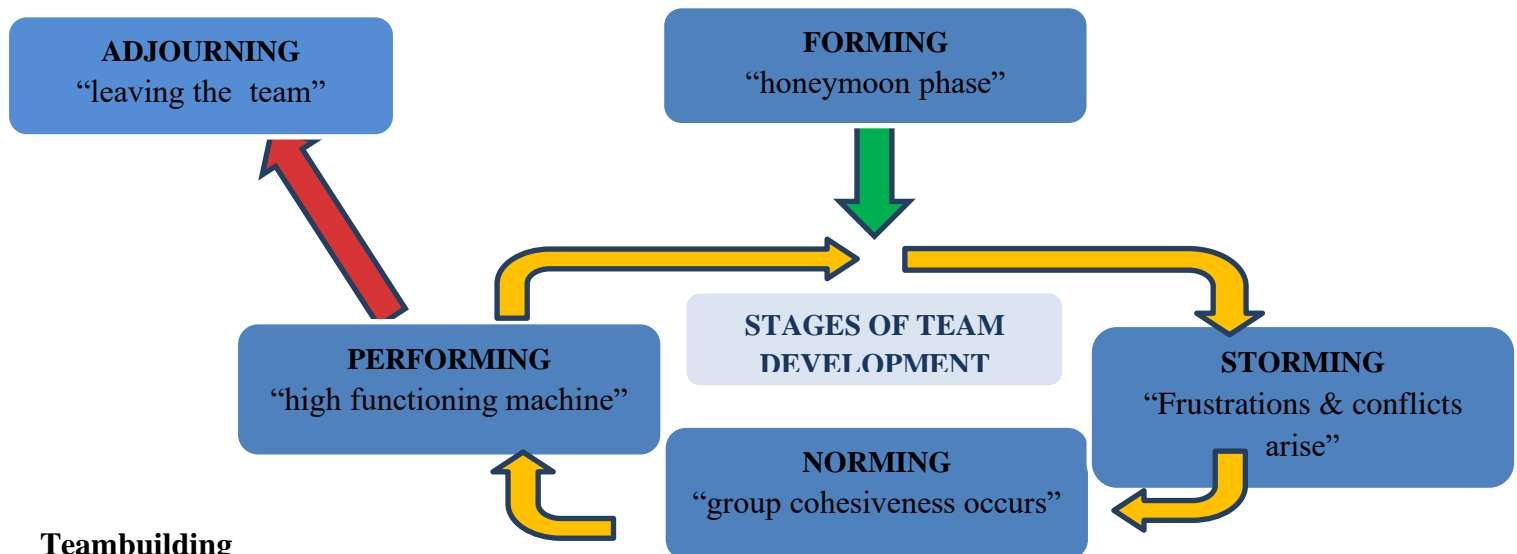 ADJOURNING
“leaving the team”
FORMING
“honeymoon phase”
STAGES OF TEAM
DEVELOPMENT
PERFORMING
“high functioning machine”
STORMING
“Frustrations & conflicts
arise”
NORMING
“group cohesiveness occurs”
Teambuilding